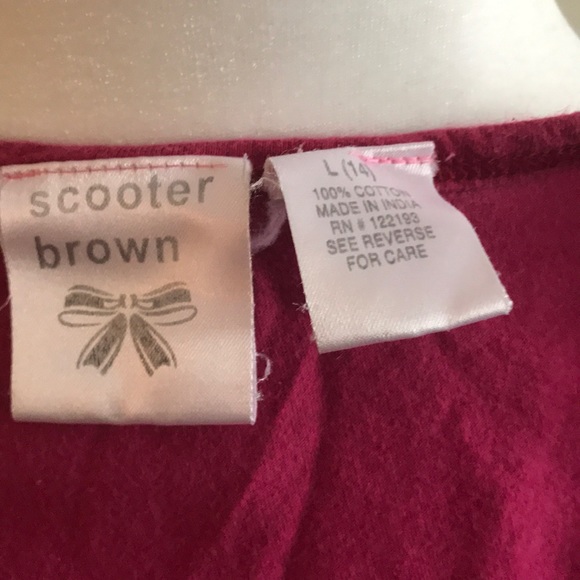 scooter
brown
L (14)
100% COTTON
MADE IN INDIA
RN # 122193
SEE REVERSE
FOR CARE